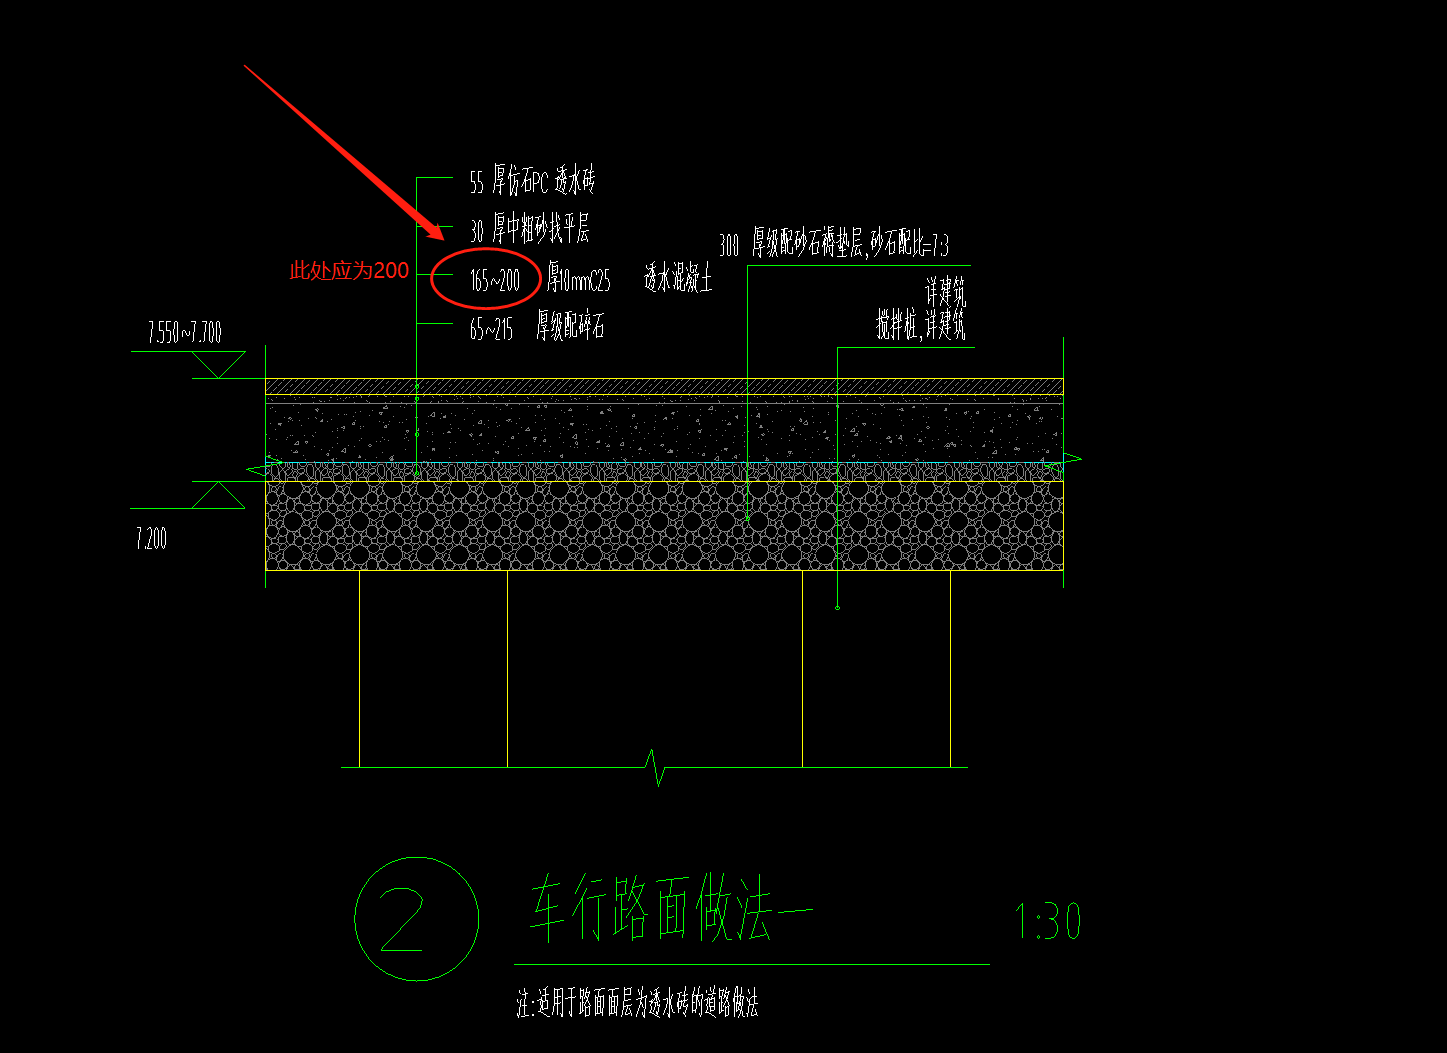 55 厚仿石PC 透水砖
30 厚中粗砂找平层
300 厚级配砂石褥垫层,砂石配比=7:3
此处应为200
165~200 厚10mmC25 透水混凝土
详建筑
65~215 厚级配碎石
搅拌桩,详建筑
7.550~7.700
7.200
2 车行路面做法一 1:30
注:适用于路面面层为透水砖的道路做法